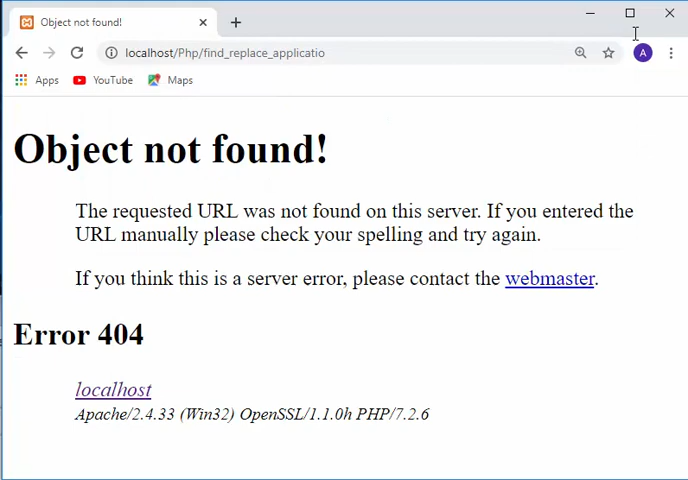 Object not found!
localhost/Php/find_replace_applicatio
A
Apps YouTube Maps
Object not found!
The requested URL was not found on this server. If you entered the
URL manually please check your spelling and try again.
If you think this is a server error, please contact the webmaster.
Error 404
localhost
Apache/2.4.33 (Win32) OpenSSL/1.1.0h PHP/7.2.6